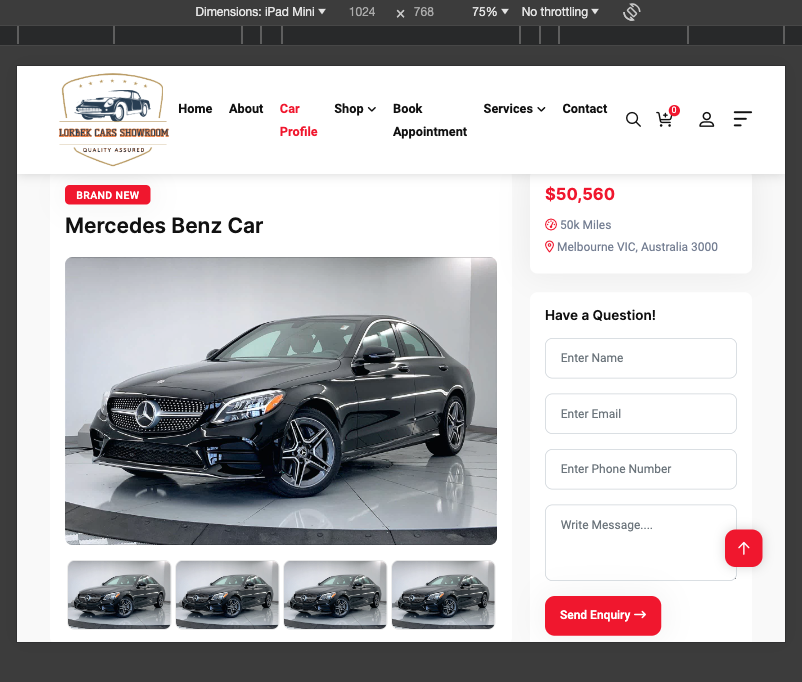 Dimensions: iPad Mini 1024 × 768 75% No throttling
LORBEK CARS SHOWROOM
QUALITY ASSURED
Home About Car Profile Shop Book Appointment Services Contact
0
BRAND NEW
Mercedes Benz Car
$50,560
50k Miles
Melbourne VIC, Australia 3000
Have a Question!
Enter Name
Enter Email
Enter Phone Number
Write Message....
Send Enquiry